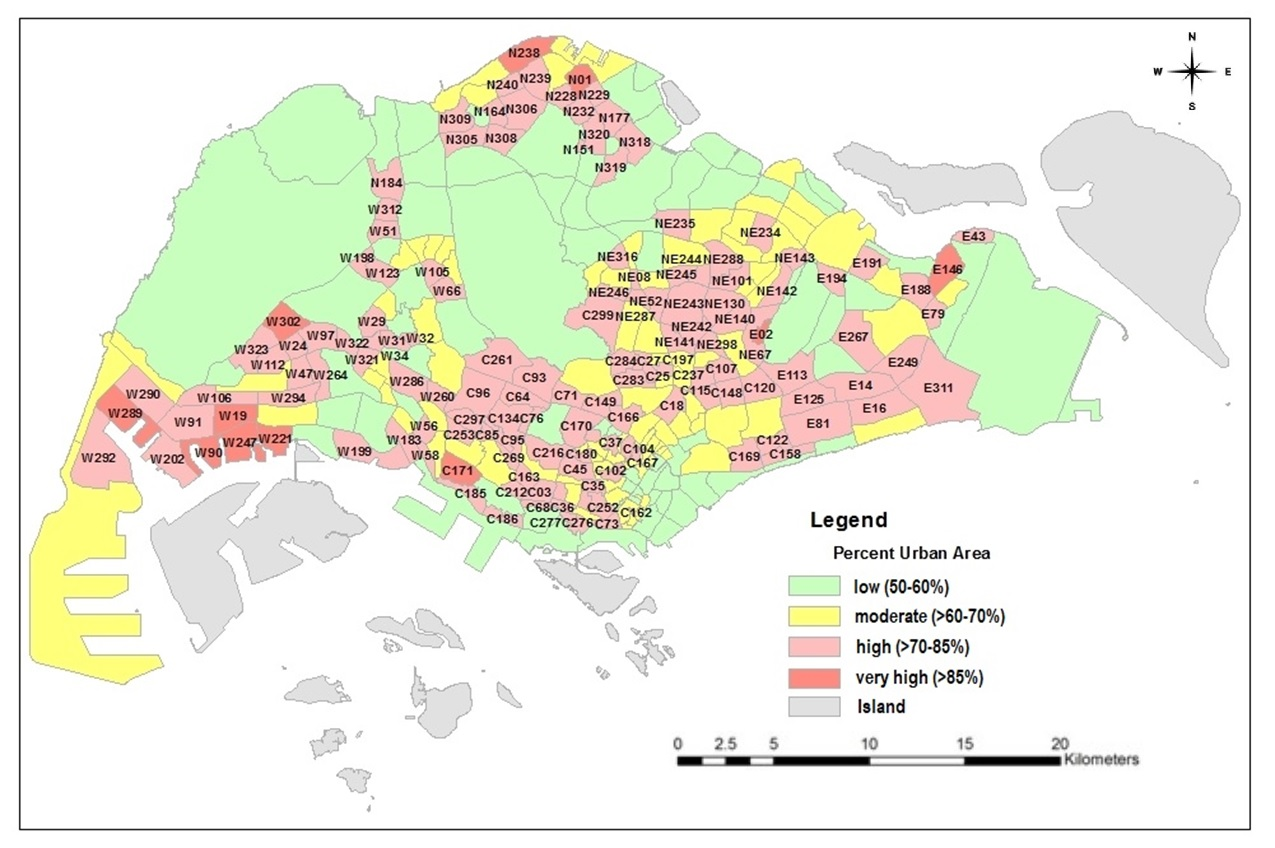 N
W E
S
N238
N239 N01
N240
N228 N229
N164 N306
N309 N232 N177
N305 N308 N320 N318
N151
N319
N184
W312
W51
NE235
NE234
E43
W198
W123 W105
W66
NE316 NE244 NE288 NE143
NE08 NE245 NE101 E194 E191 E146
NE246 NE142 E188
NE52 NE243 NE130
C299 NE287 NE140 E79
W302 W29
W97 NE242 E02 E267
W323 W24 W322 W31 W32 NE141 NE298
W112 W321 W34 C261 C284 C27 C197 NE67 E249
W47 W264 W286 C93 C283 C25 C237 C107 E113
W290 W106 W294 W260 C96 C64 C71 C149 C115 C148 C120 E125 E14 E311
W289 W91 W19 C297 C134 C76 C166 C18 E16
W56 C170 E81
W247 W221 W183 C253 C85 C95 C37 C104 C122
W292 W202 W90 W199 W58 C269 C216 C180 C167 C169 C158
C171 C163 C45 C102
C185 C212 C03 C35
C68 C36 C252 C162
C186 C277 C276 C73
Legend
Percent Urban Area
low (50-60%)
moderate (>60-70%)
high (>70-85%)
very high (>85%)
Island
0 2.5 5 10 15 20
Kilometers